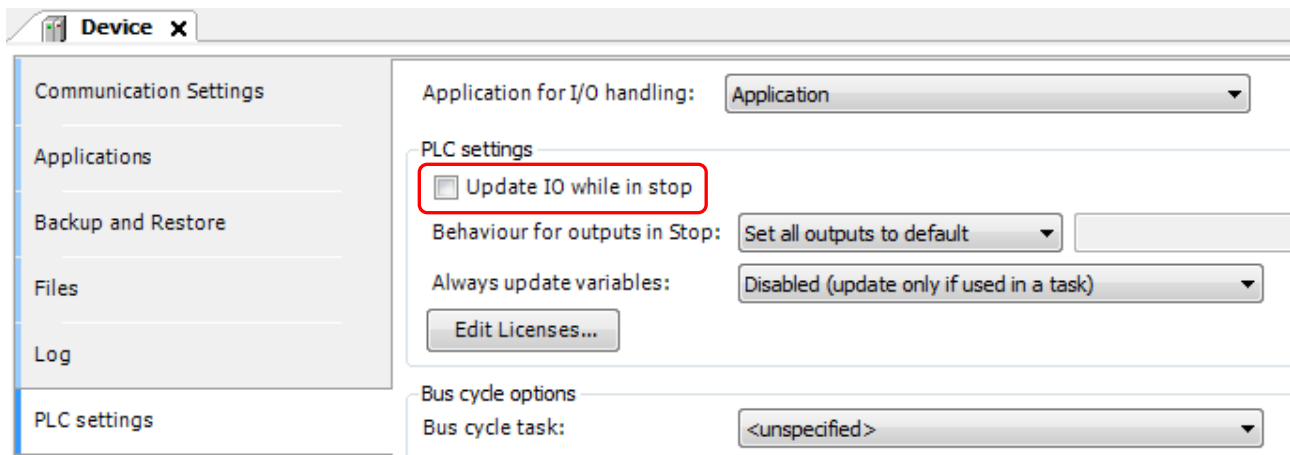 Device
Communication Settings
Applications
Backup and Restore
Files
Log
PLC settings
Application for I/O handling: Application
PLC settings
Update IO while in stop
Behaviour for outputs in Stop: Set all outputs to default
Always update variables: Disabled (update only if used in a task)
Edit Licenses...
Bus cycle options
Bus cycle task: <unspecified>